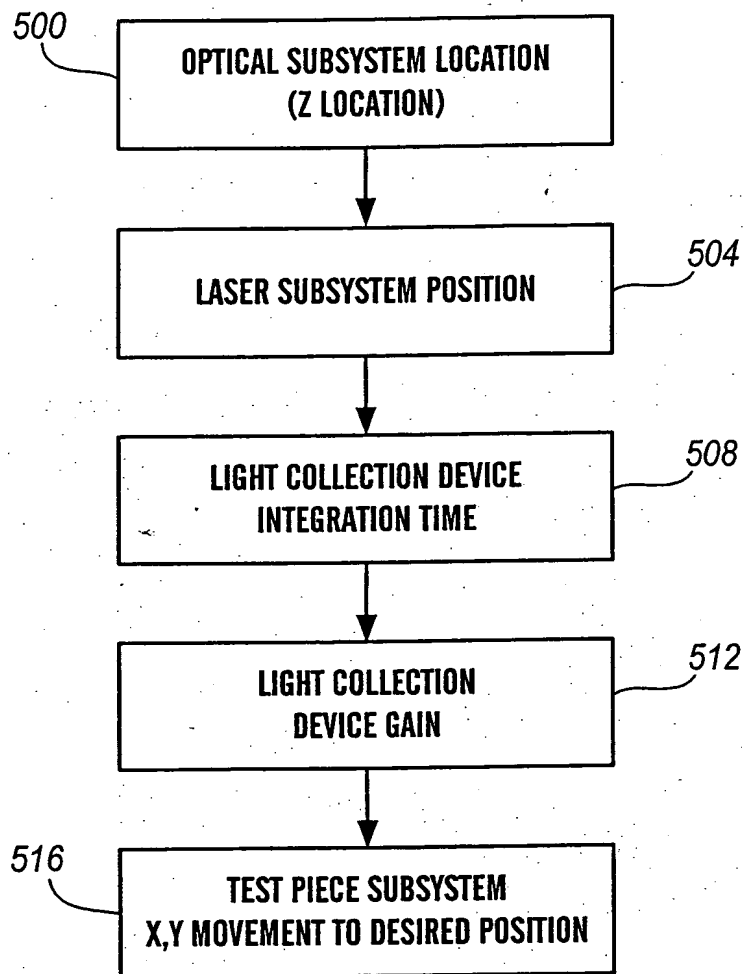 500
OPTICAL SUBSYSTEM LOCATION
(Z LOCATION)
LASER SUBSYSTEM POSITION
504
LIGHT COLLECTION DEVICE
INTEGRATION TIME
508
LIGHT COLLECTION
DEVICE GAIN
512
516
TEST PIECE SUBSYSTEM
X,Y MOVEMENT TO DESIRED POSITION